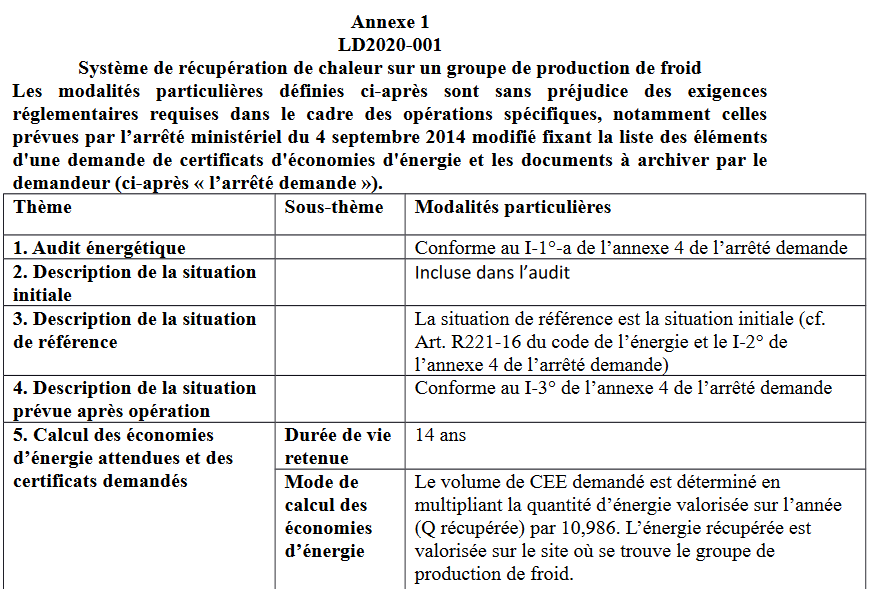 Annexe 1
LD2020-001
Système de récupération de chaleur sur un groupe de production de froid
Les modalités particulières définies ci-après sont sans préjudice des exigences
réglementaires requises dans le cadre des opérations spécifiques, notamment celles
prévues par l’arrêté ministériel du 4 septembre 2014 modifié fixant la liste des éléments
d'une demande de certificats d'économies d'énergie et les documents à archiver par le
demandeur (ci-après « l’arrêté demande »).
Thème Sous-thème Modalités particulières
1. Audit énergétique Conforme au I-1°-a de l’annexe 4 de l’arrêté demande
2. Description de la situation
initiale
Incluse dans l’audit
3. Description de la situation
de référence
La situation de référence est la situation initiale (cf.
Art. R221-16 du code de l’énergie et le I-2° de
l’annexe 4 de l’arrêté demande)
4. Description de la situation
prévue après opération
Conforme au I-3° de l’annexe 4 de l’arrêté demande
5. Calcul des économies
d’énergie attendues et des
certificats demandés
Durée de vie
retenue
14 ans
Mode de
calcul des
économies
d’énergie
Le volume de CEE demandé est déterminé en
multipliant la quantité d’énergie valorisée sur l’année
(Q récupérée) par 10,986. L’énergie récupérée est
valorisée sur le site où se trouve le groupe de
production de froid.